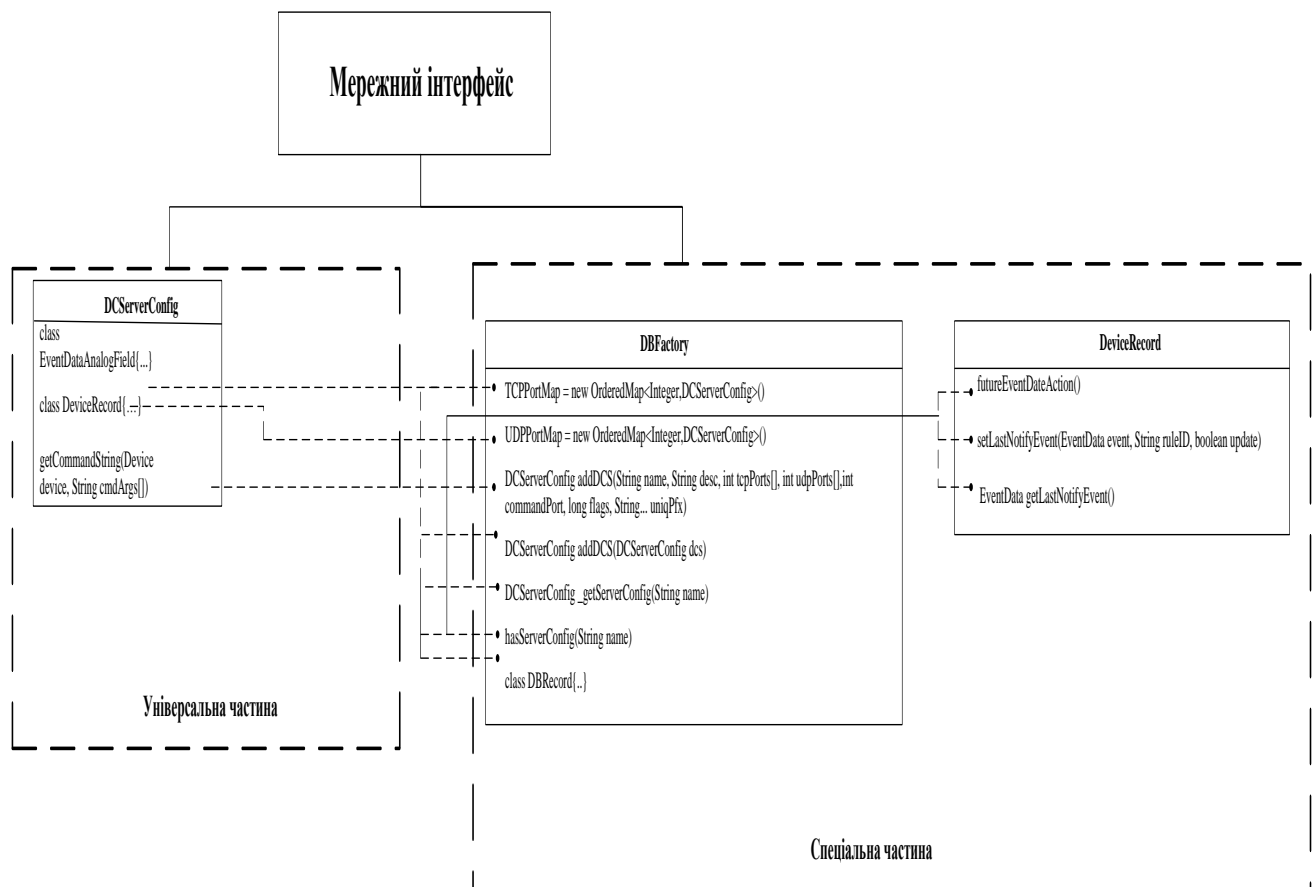 Мережний інтерфейс
DCServerConfig
class
EventDataAnalogField{...}
class DeviceRecord{...}
getCommandString(Device
device, String cmdArgs[])
Універсальна частина
DBFactory
TCPPortMap = new OrderedMap<Integer,DCServerConfig>()
UDPPortMap = new OrderedMap<Integer,DCServerConfig>()
DCServerConfig addDCS(String name, String desc, int tcpPorts[], int udpPorts[],int
commandPort, long flags, String... uniqPfx)
DCServerConfig addDCS(DCServerConfig dcs)
DCServerConfig _getServerConfig(String name)
hasServerConfig(String name)
class DBRecord{..}
DeviceRecord
futureEventDateAction()
setLastNotifyEvent(EventData event, String ruleID, boolean update)
EventData getLastNotifyEvent()
Спеціальна частина